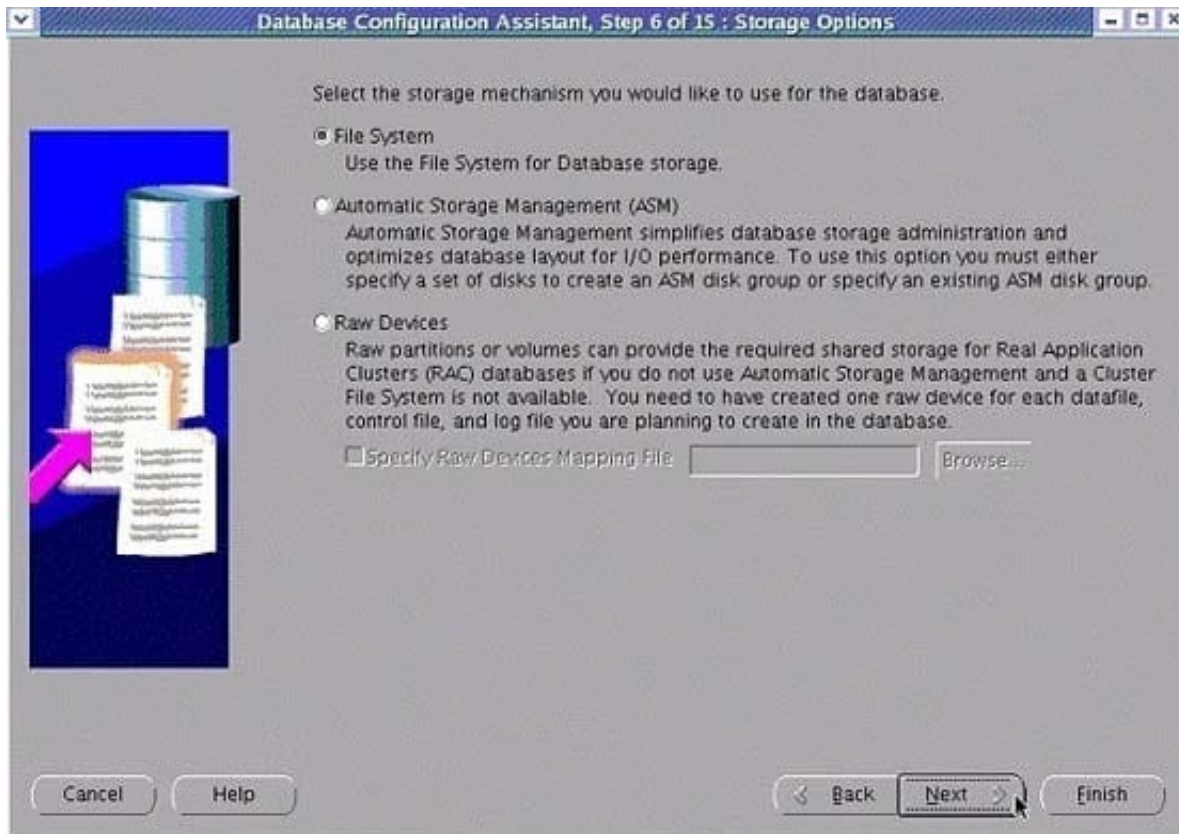 Database Configuration Assistant, Step 6 of 15 : Storage Options
Select the storage mechanism you would like to use for the database.
File System
Use the File System for Database storage.
Automatic Storage Management (ASM)
Automatic Storage Management simplifies database storage administration and
optimizes database layout for I/O performance. To use this option you must either
specify a set of disks to create an ASM disk group or specify an existing ASM disk group.
Raw Devices
Raw partitions or volumes can provide the required shared storage for Real Application
Clusters (RAC) databases if you do not use Automatic Storage Management and a Cluster
File System is not available. You need to have created one raw device for each datafile,
control file, and log file you are planning to create in the database.
Specify Raw Devices Mapping File
Browse...
Cancel
Help
Back
Next
Finish